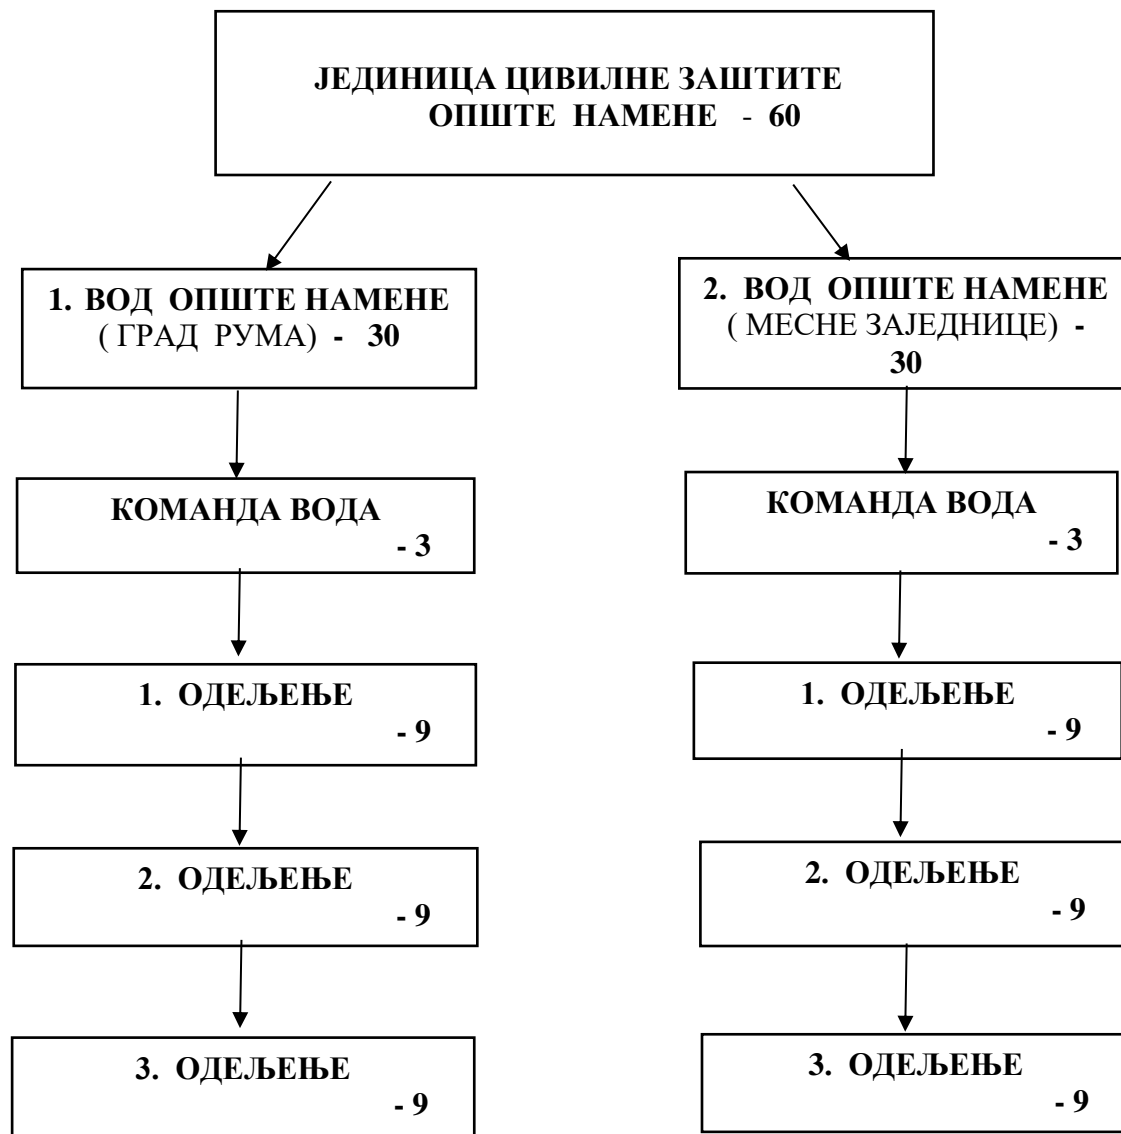 ЈЕДИНИЦА ЦИВИЛНЕ ЗАШТИТЕ
ОПШТЕ НАМЕНЕ - 60
1. ВОД ОПШТЕ НАМЕНЕ
( ГРАД РУМА) - 30
КОМАНДА ВОДА
- 3
1. ОДЕЉЕЊЕ
- 9
2. ОДЕЉЕЊЕ
- 9
3. ОДЕЉЕЊЕ
- 9
2. ВОД ОПШТЕ НАМЕНЕ
( МЕСНЕ ЗАЈЕДНИЦЕ) -
30
КОМАНДА ВОДА
- 3
1. ОДЕЉЕЊЕ
- 9
2. ОДЕЉЕЊЕ
- 9
3. ОДЕЉЕЊЕ
- 9